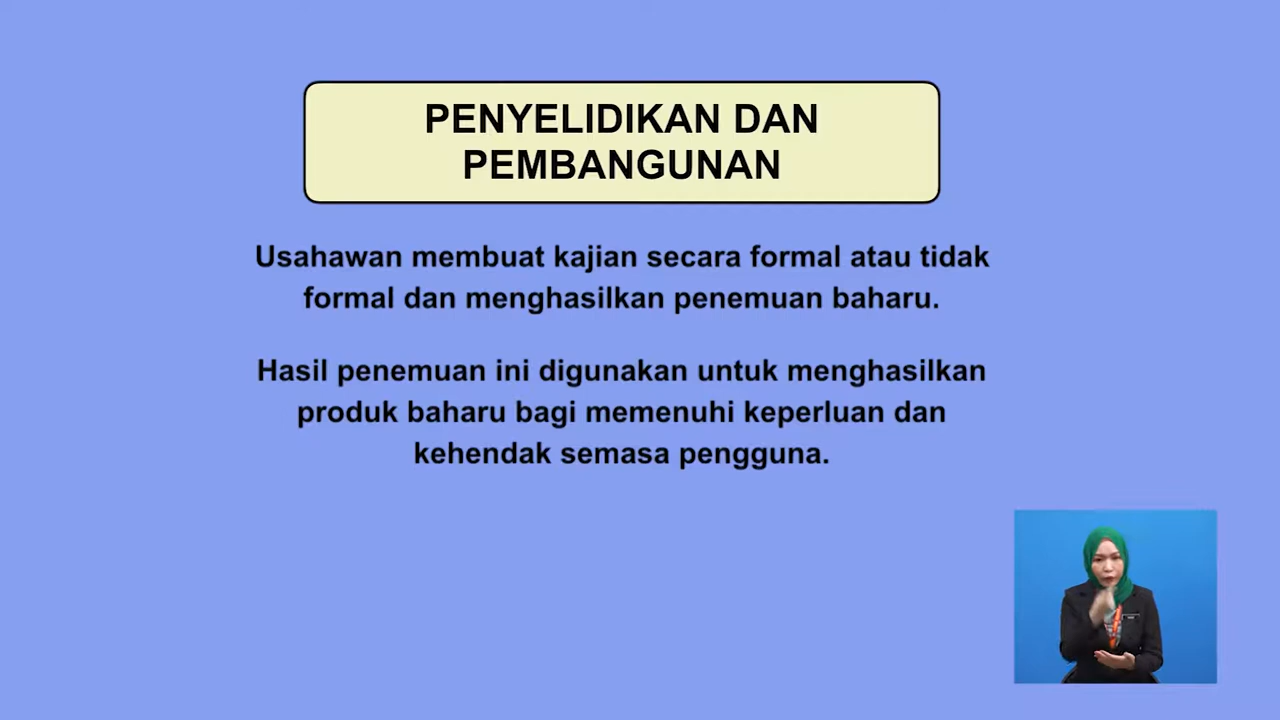 PENYELIDIKAN DAN
PEMBANGUNAN
Usahawan membuat kajian secara formal atau tidak
formal dan menghasilkan penemuan baharu.
Hasil penemuan ini digunakan untuk menghasilkan
produk baharu bagi memenuhi keperluan dan
kehendak semasa pengguna.